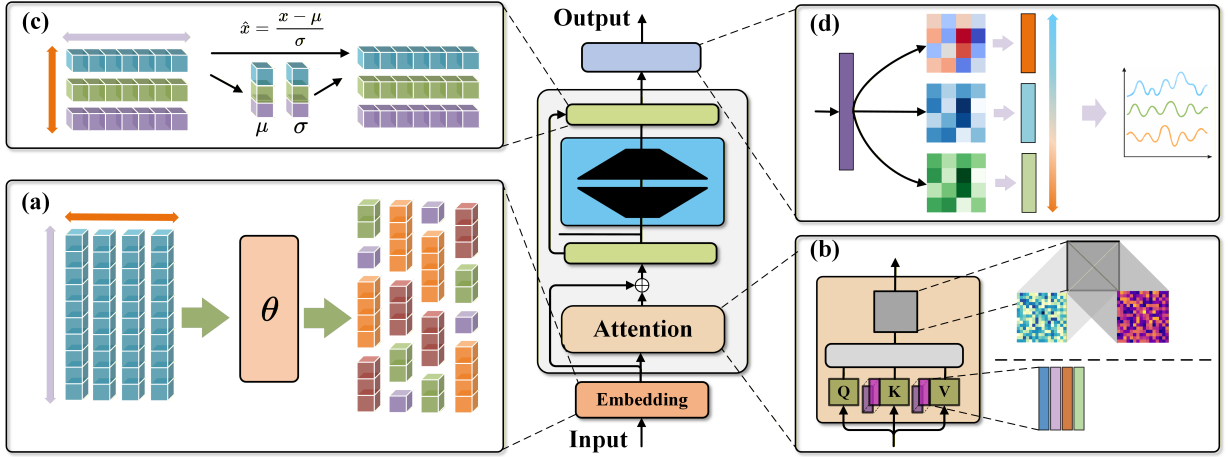 (c)
x̂ = (x − μ) / σ
μ σ
(a)
θ
Output
Attention
Embedding
Input
(d)
(b)
Q K V